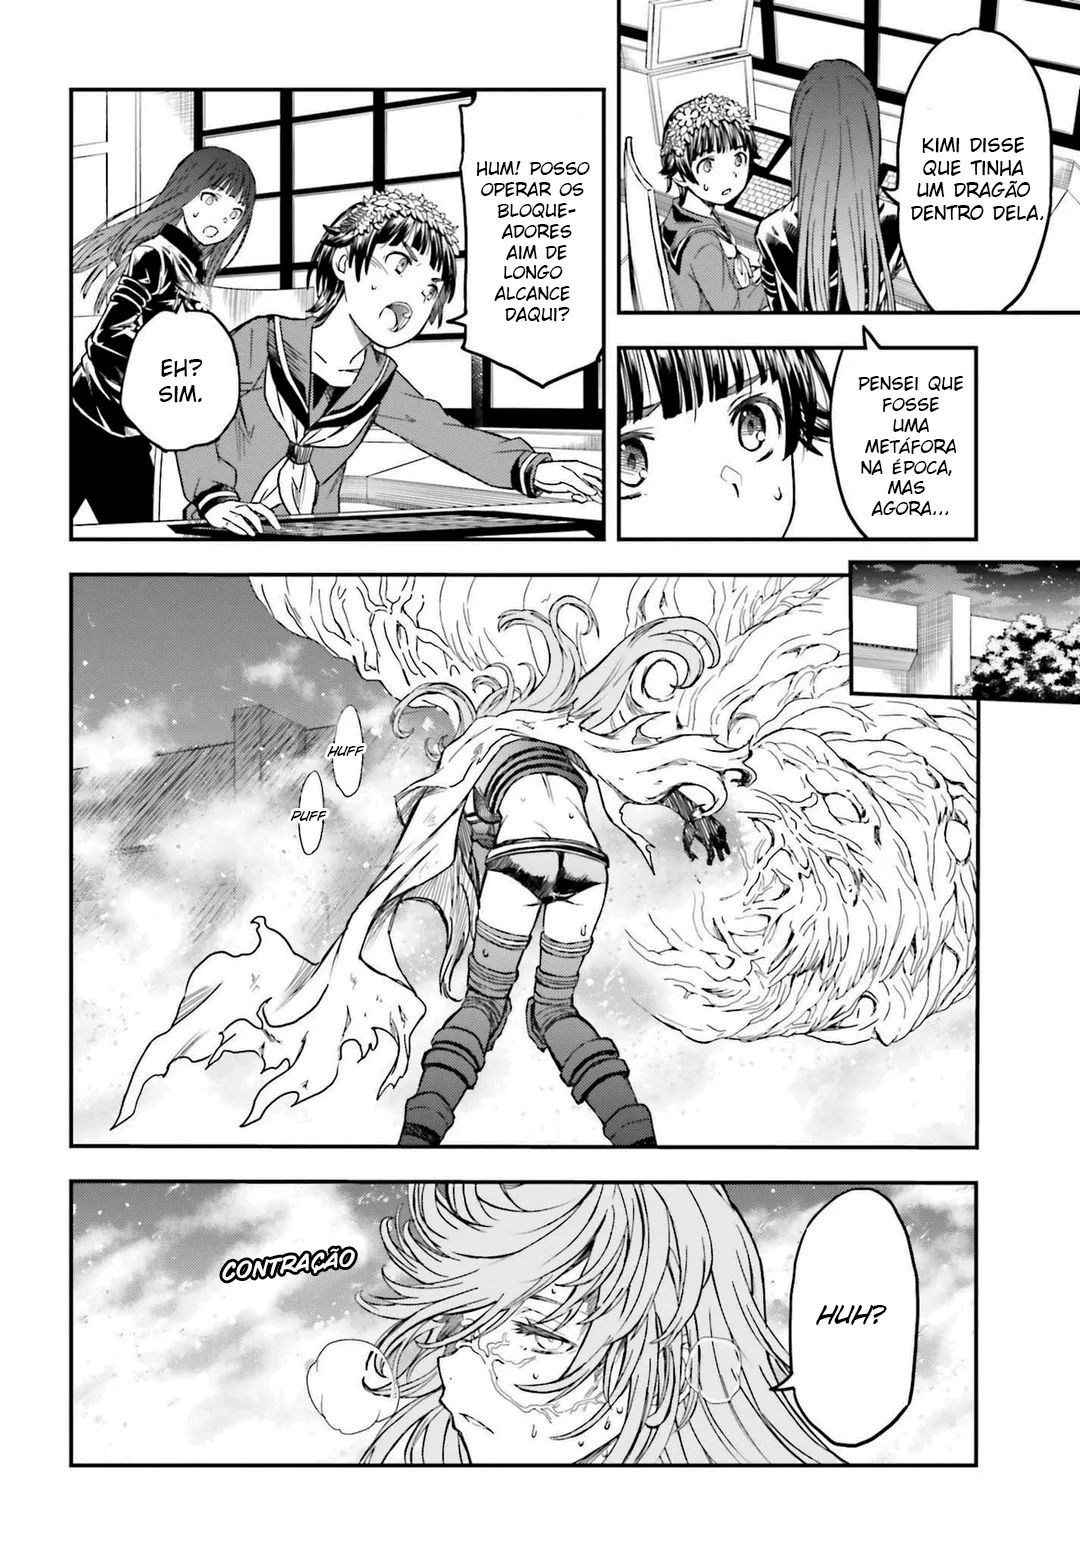 KIMI DISSE
QUE TINHA
UM DRAGÃO
DENTRO DELA.
PENSEI QUE
FOSSE
UMA
METÁFORA
NA ÉPOCA,
MAS
AGORA...
HUM! POSSO
OPERAR OS
BLOQUE-
ADORES
AIM DE
LONGO
ALCANCE
DAQUI?
EH?
SIM.
HUFF
PUFF
HUH?
CONTRAÇÃO